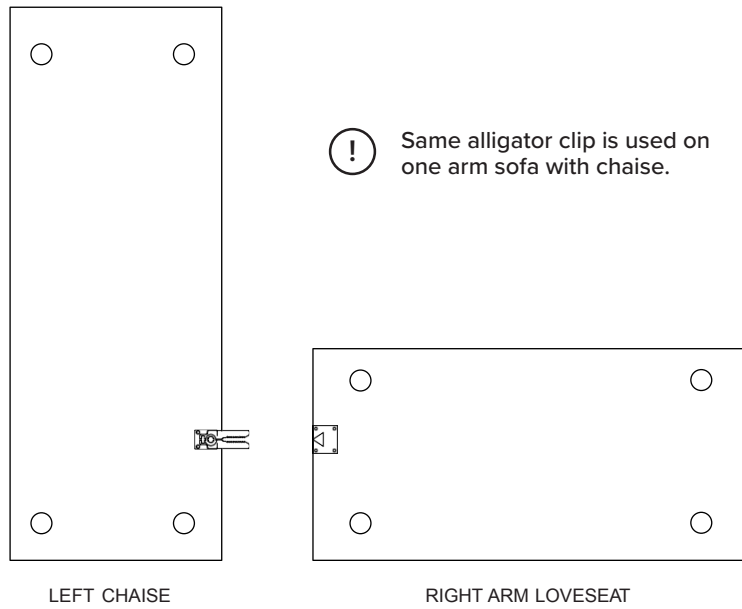 !
Same alligator clip is used on
one arm sofa with chaise.
LEFT CHAISE
RIGHT ARM LOVESEAT